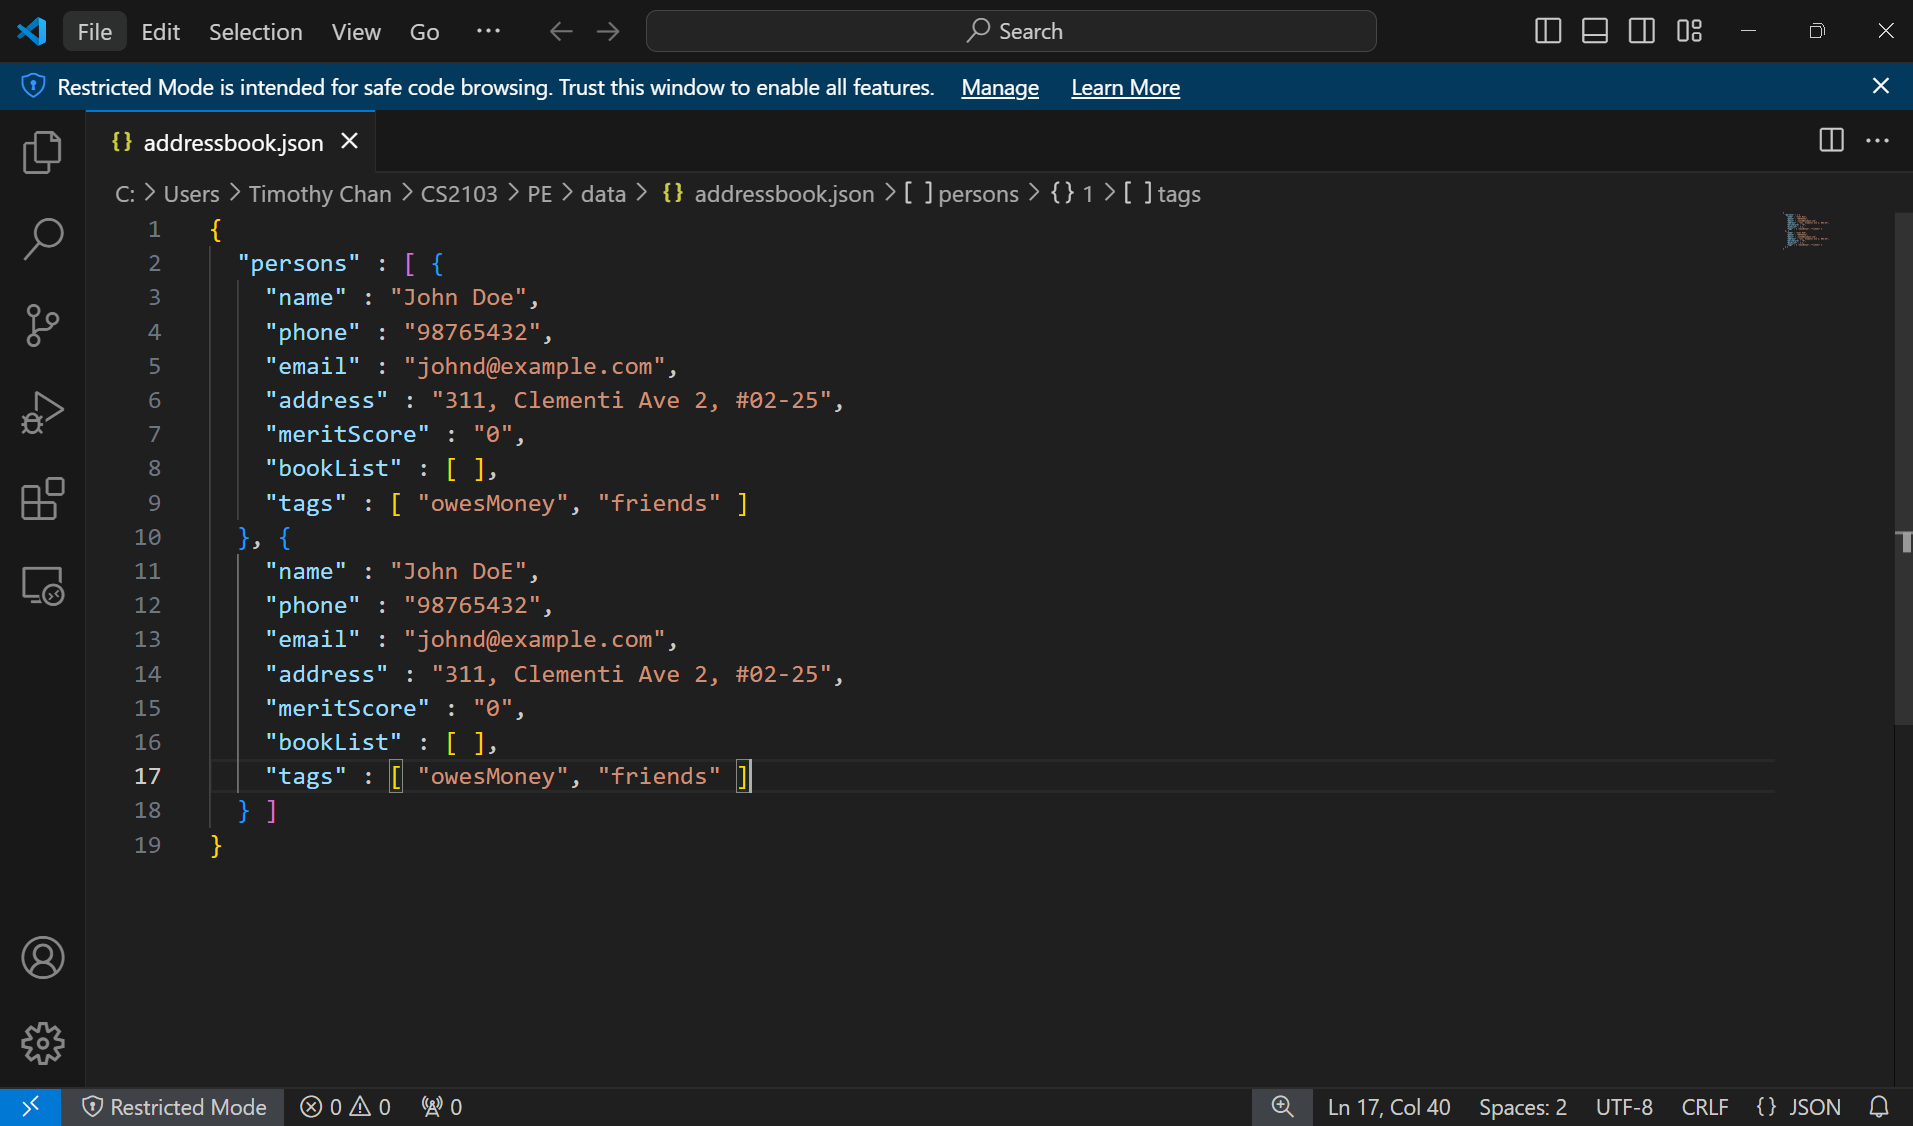 File Edit Selection View Go ··· Search
Restricted Mode is intended for safe code browsing. Trust this window to enable all features. Manage Learn More
{} addressbook.json
C: > Users > Timothy Chan > CS2103 > PE > data > {} addressbook.json > [ ] persons > {} 1 > [ ] tags
1 {
2 "persons" : [ {
3 "name" : "John Doe",
4 "phone" : "98765432",
5 "email" : "johnd@example.com",
6 "address" : "311, Clementi Ave 2, #02-25",
7 "meritScore" : "0",
8 "bookList" : [ ],
9 "tags" : [ "owesMoney", "friends" ]
10 }, {
11 "name" : "John DoE",
12 "phone" : "98765432",
13 "email" : "johnd@example.com",
14 "address" : "311, Clementi Ave 2, #02-25",
15 "meritScore" : "0",
16 "bookList" : [ ],
17 "tags" : [ "owesMoney", "friends" ]
18 } ]
19 }
Restricted Mode 0 0 0 Ln 17, Col 40 Spaces: 2 UTF-8 CRLF {} JSON